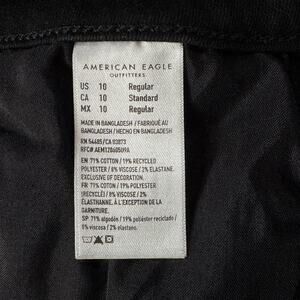 AMERICAN EAGLE
OUTFITTERS
US 10 Regular
CA 10 Standard
MX 10 Regular
MADE IN BANGLADESH / FABRIQUÉ AU
BANGLADESH / HECHO EN BANGLADESH
RN 54485/CA 03873
RFC# AEM120605U9A
EN 71% COTTON / 19% RECYCLED
POLYESTER / 8% VISCOSE / 2% ELASTANE.
EXCLUSIVE OF DECORATION.
FR 71% COTON / 19% POLYESTER
(RECYCLÉ) / 8% VISCOSE / 2%
ÉLASTHANNE. À L'EXCEPTION DE LA
GARNITURE.
SP 71% algodón / 19% poliéster reciclado /
8% viscosa / 2% elastano.